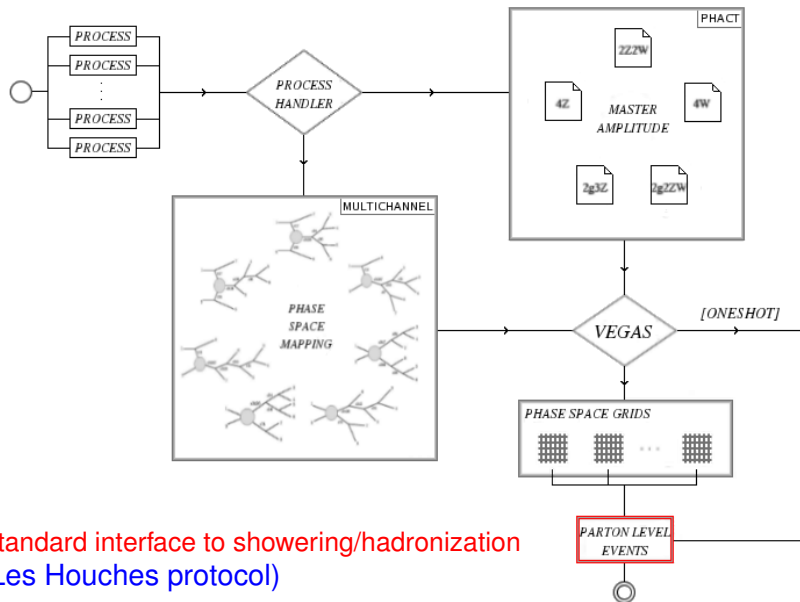 PROCESS
PROCESS
PROCESS
PROCESS
PROCESS
HANDLER
PHACT
2Z2W
4Z
4W
MASTER
AMPLITUDE
2g3Z
2g2ZW
MULTICHANNEL
PHASE
SPACE
MAPPING
VEGAS
[ONESHOT]
PHASE SPACE GRIDS
PARTON LEVEL
EVENTS
tandard interface to showering/hadronization
Les Houches protocol)